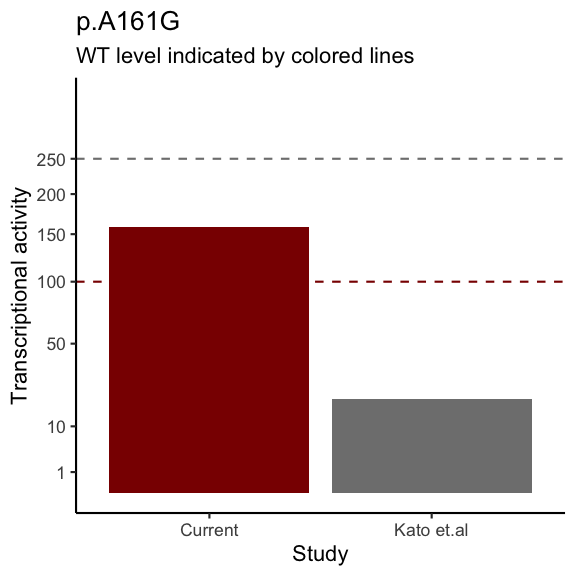 p.A161G
WT level indicated by colored lines
Transcriptional activity
250
200
150
100
50
10
1
Current
Kato et.al
Study